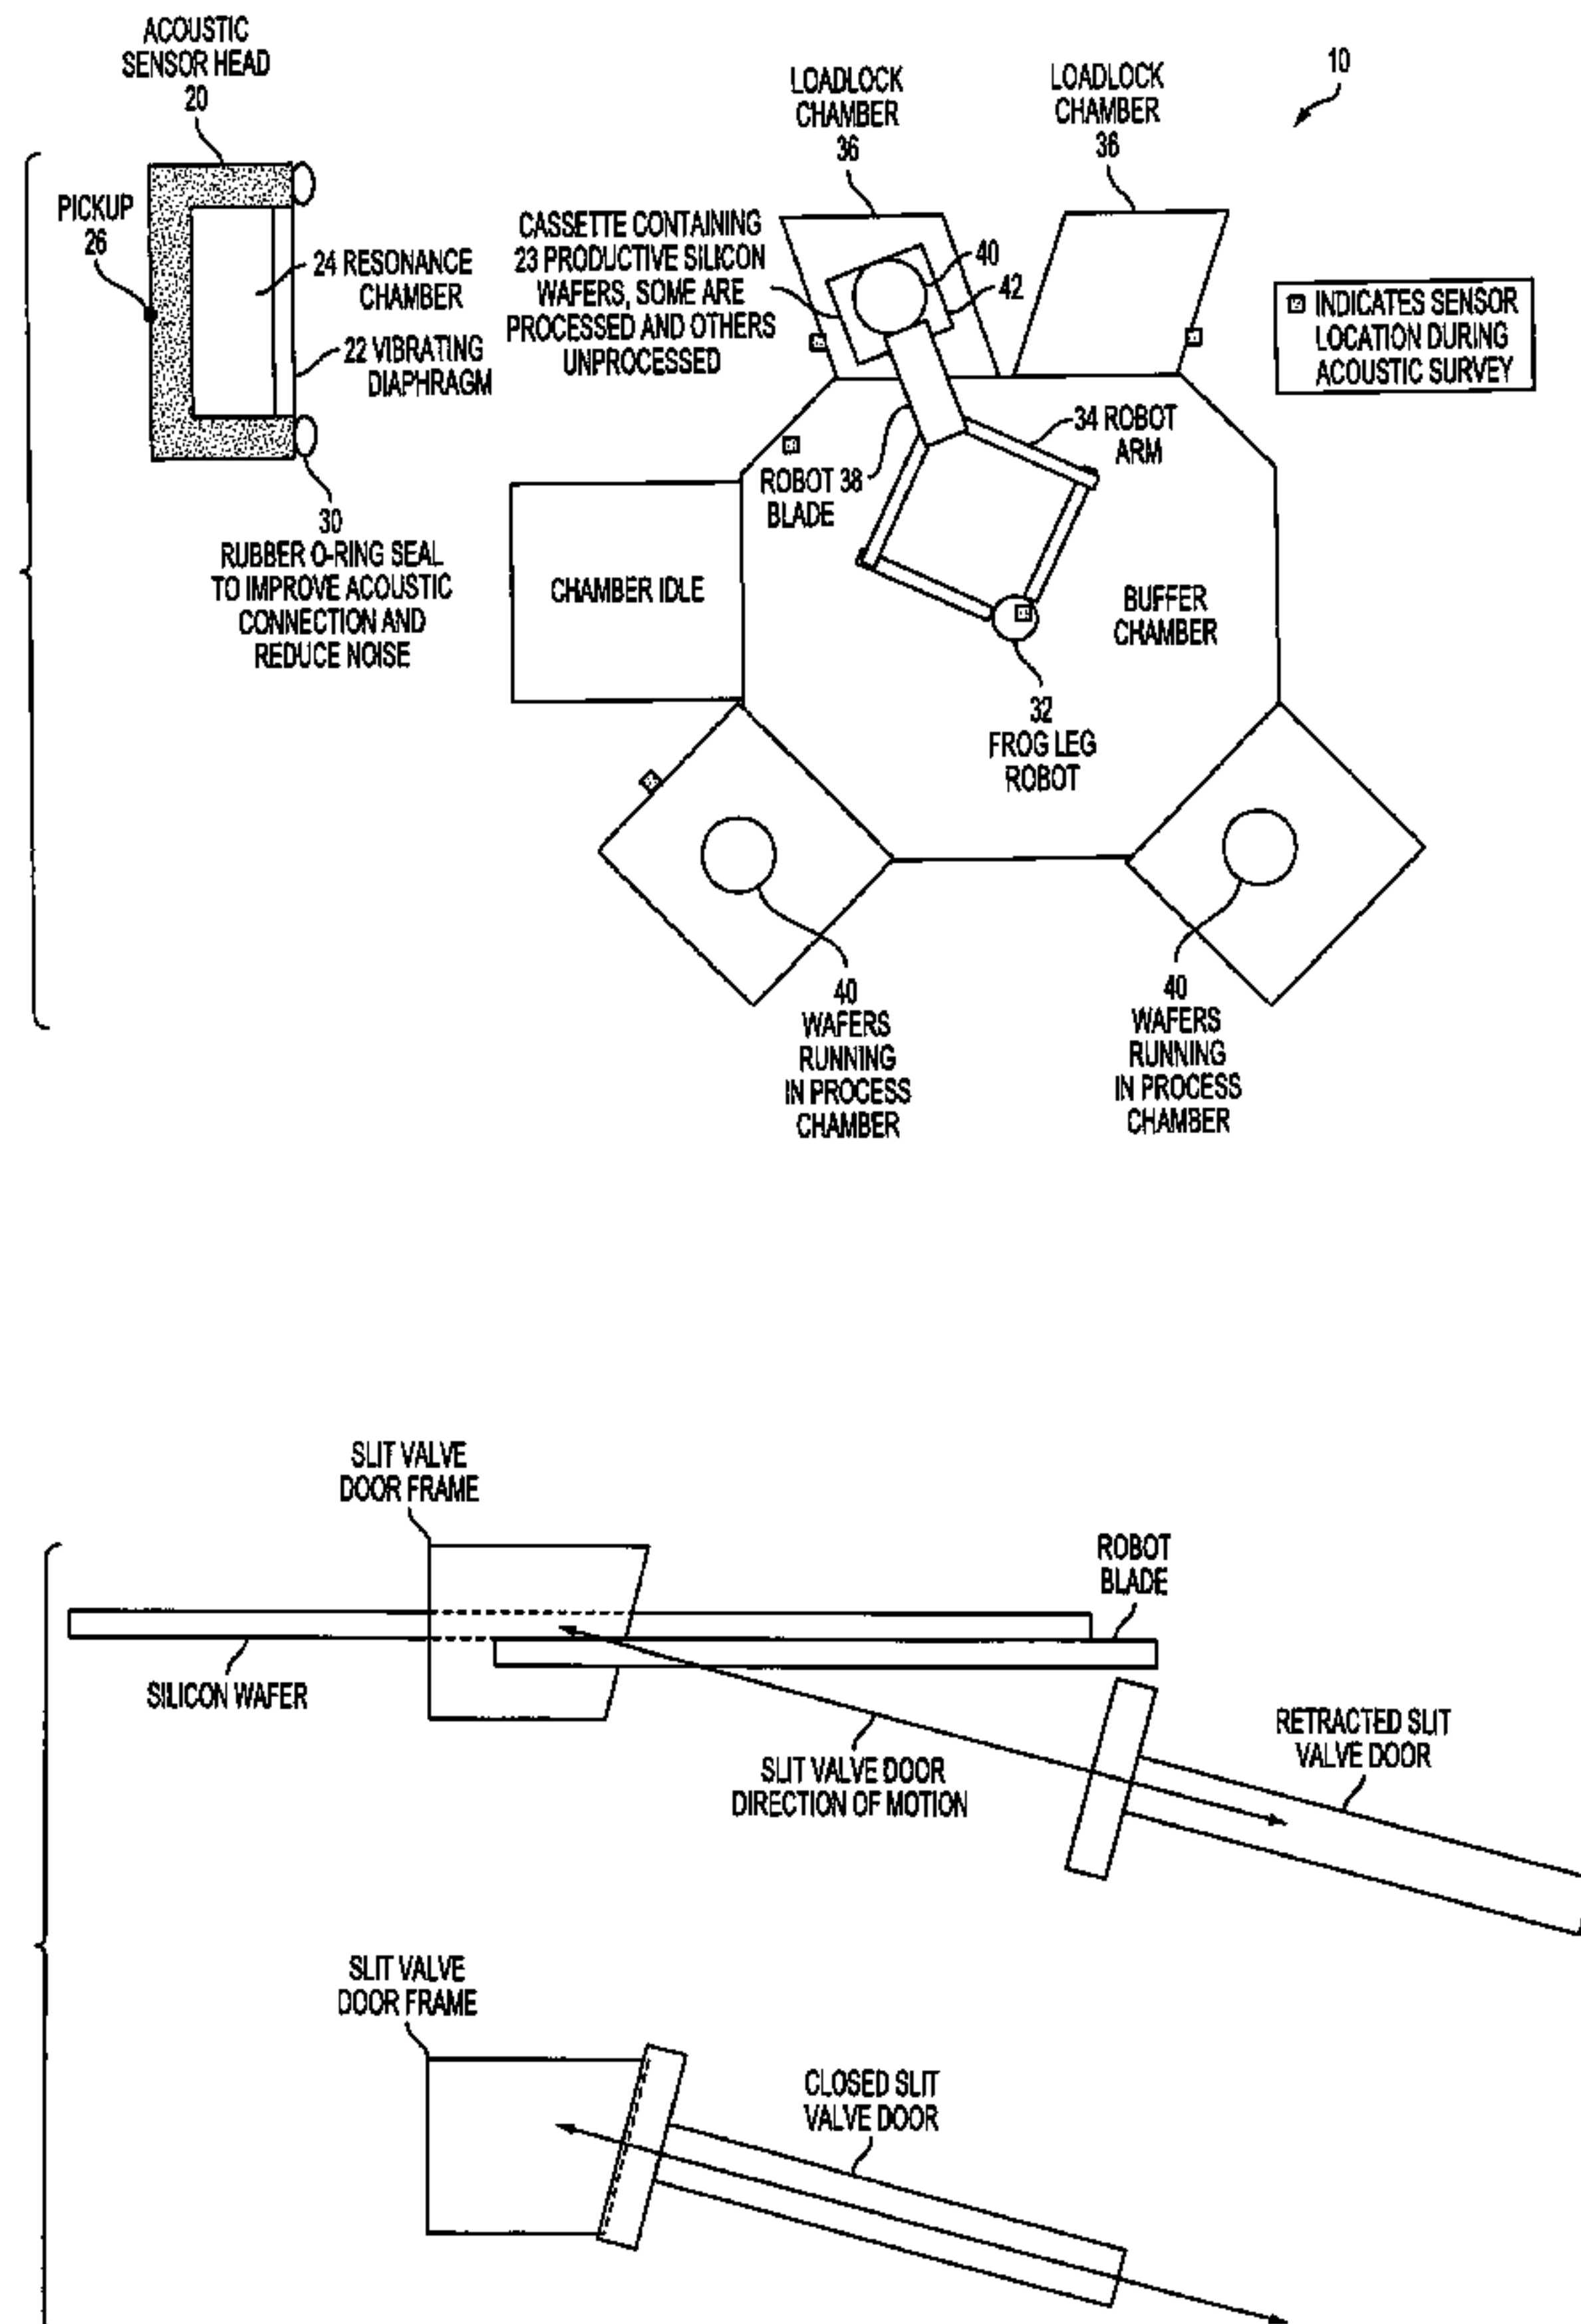 ACOUSTIC
SENSOR HEAD
20
PICKUP
26
24 RESONANCE
CHAMBER
22 VIBRATING
DIAPHRAGM
30
RUBBER O-RING SEAL
TO IMPROVE ACOUSTIC
CONNECTION AND
REDUCE NOISE
LOADLOCK
CHAMBER
36
LOADLOCK
CHAMBER
36
10
CASSETTE CONTAINING
23 PRODUCTIVE SILICON
WAFERS, SOME ARE
PROCESSED AND OTHERS
UNPROCESSED
40
42
INDICATES SENSOR
LOCATION DURING
ACOUSTIC SURVEY
34 ROBOT
ARM
ROBOT 38
BLADE
CHAMBER IDLE
BUFFER
CHAMBER
32
FROG LEG
ROBOT
40
WAFERS
RUNNING
IN PROCESS
CHAMBER
40
WAFERS
RUNNING
IN PROCESS
CHAMBER
SLIT VALVE
DOOR FRAME
ROBOT
BLADE
SILICON WAFER
SLIT VALVE DOOR
DIRECTION OF MOTION
RETRACTED SLIT
VALVE DOOR
SLIT VALVE
DOOR FRAME
CLOSED SLIT
VALVE DOOR